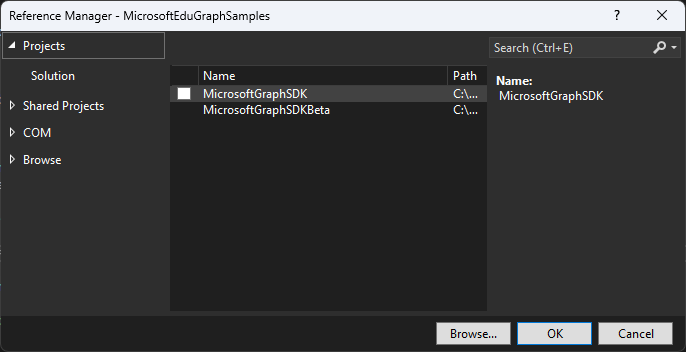 Reference Manager - MicrosoftEduGraphSamples
?
Projects
Search (Ctrl+E)
Solution
Name
Path
Name:
MicrosoftGraphSDK
C:\...
MicrosoftGraphSDK
Shared Projects
MicrosoftGraphSDKBeta
C:\...
COM
Browse
Browse...
OK
Cancel